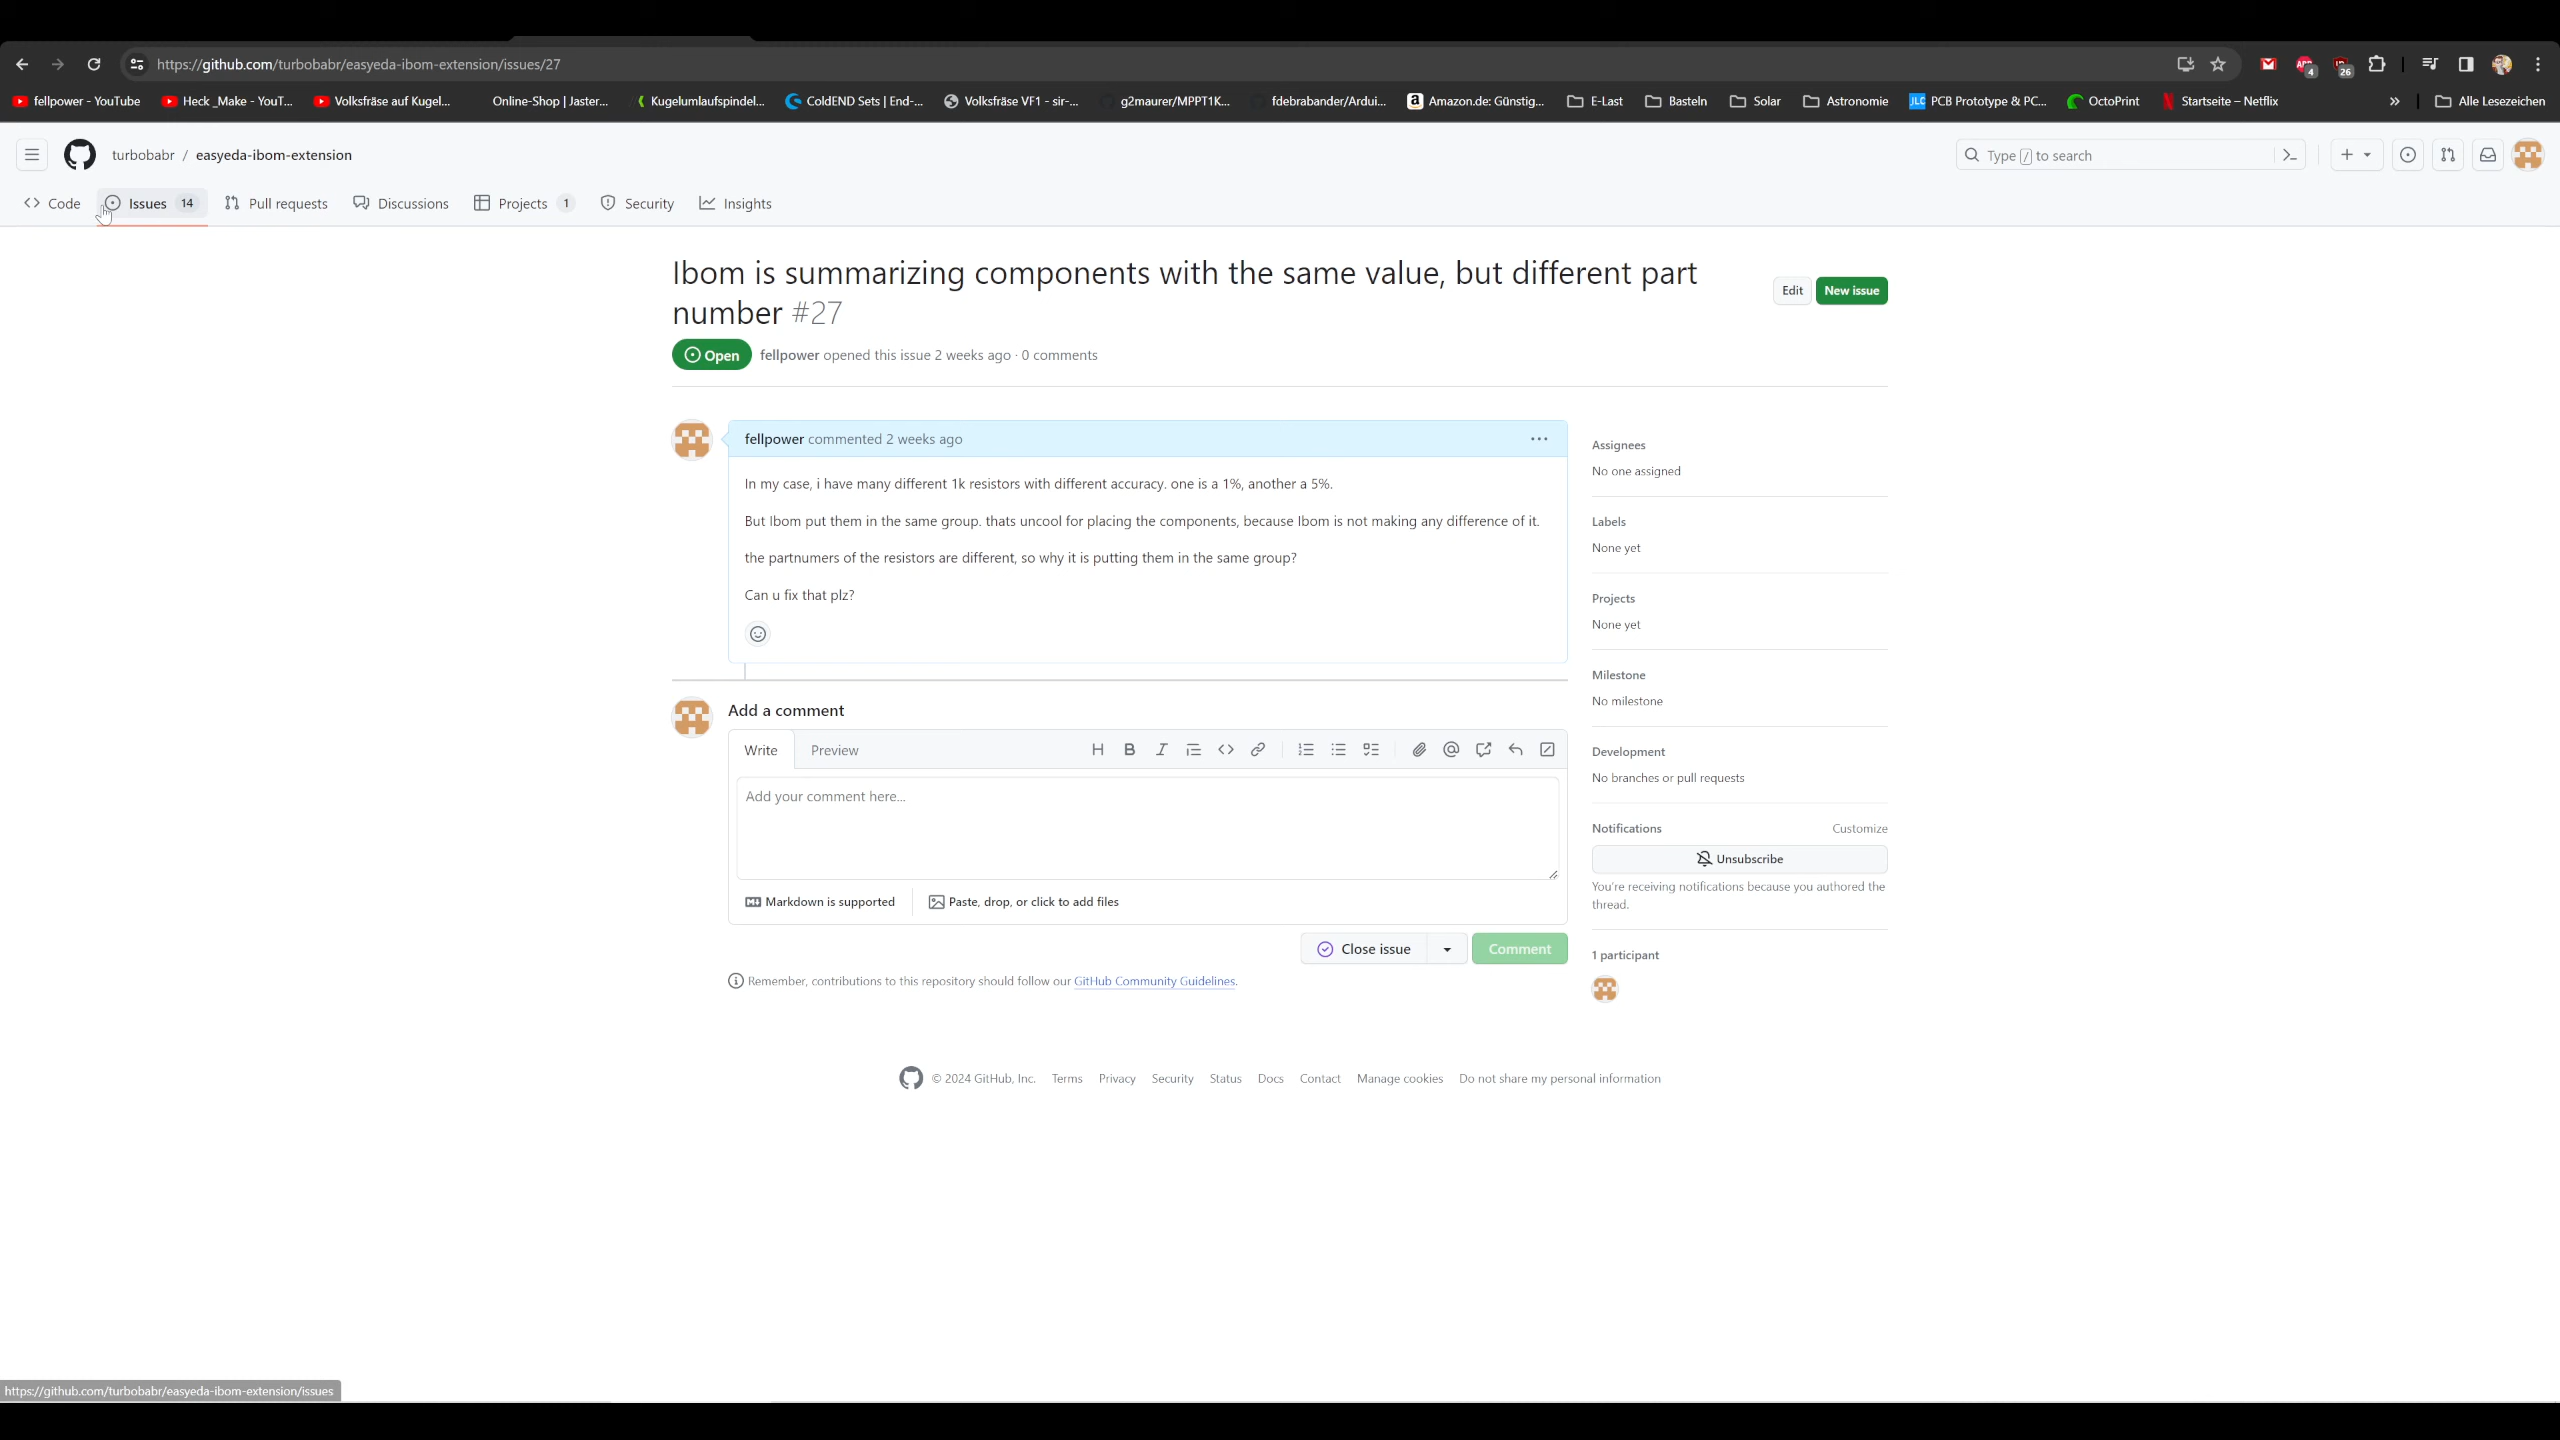 https://github.com/turbobabr/easyeda-ibom-extension/issues/27
4
26
fellpower - YouTube
Heck _Make - YouT...
Volksfräse auf Kugel...
Online-Shop | Jaster...
Kugelumlaufspindel...
ColdEND Sets | End-...
Volksfräse VF1 - sir-...
g2maurer/MPPT1K...
fdebrabander/Ardui...
Amazon.de: Günstig...
E-Last
Basteln
Solar
Astronomie
JLC PCB Prototype & PC...
OctoPrint
Startseite – Netflix
»
Alle Lesezeichen
turbobabr / easyeda-ibom-extension
Type / to search
Code
Issues 14
Pull requests
Discussions
Projects 1
Security
Insights
Ibom is summarizing components with the same value, but different part
number #27
Edit
New issue
Open
fellpower opened this issue 2 weeks ago · 0 comments
fellpower commented 2 weeks ago
In my case, i have many different 1k resistors with different accuracy. one is a 1%, another a 5%.
But Ibom put them in the same group. thats uncool for placing the components, because Ibom is not making any difference of it.
the partnumers of the resistors are different, so why it is putting them in the same group?
Can u fix that plz?
Assignees
No one assigned
Labels
None yet
Projects
None yet
Milestone
No milestone
Development
No branches or pull requests
Notifications
Customize
Unsubscribe
You're receiving notifications because you authored the
thread.
1 participant
Add a comment
Write
Preview
H B I
Add your comment here...
Markdown is supported
Paste, drop, or click to add files
Close issue
Comment
Remember, contributions to this repository should follow our GitHub Community Guidelines.
© 2024 GitHub, Inc.
Terms
Privacy
Security
Status
Docs
Contact
Manage cookies
Do not share my personal information
https://github.com/turbobabr/easyeda-ibom-extension/issues